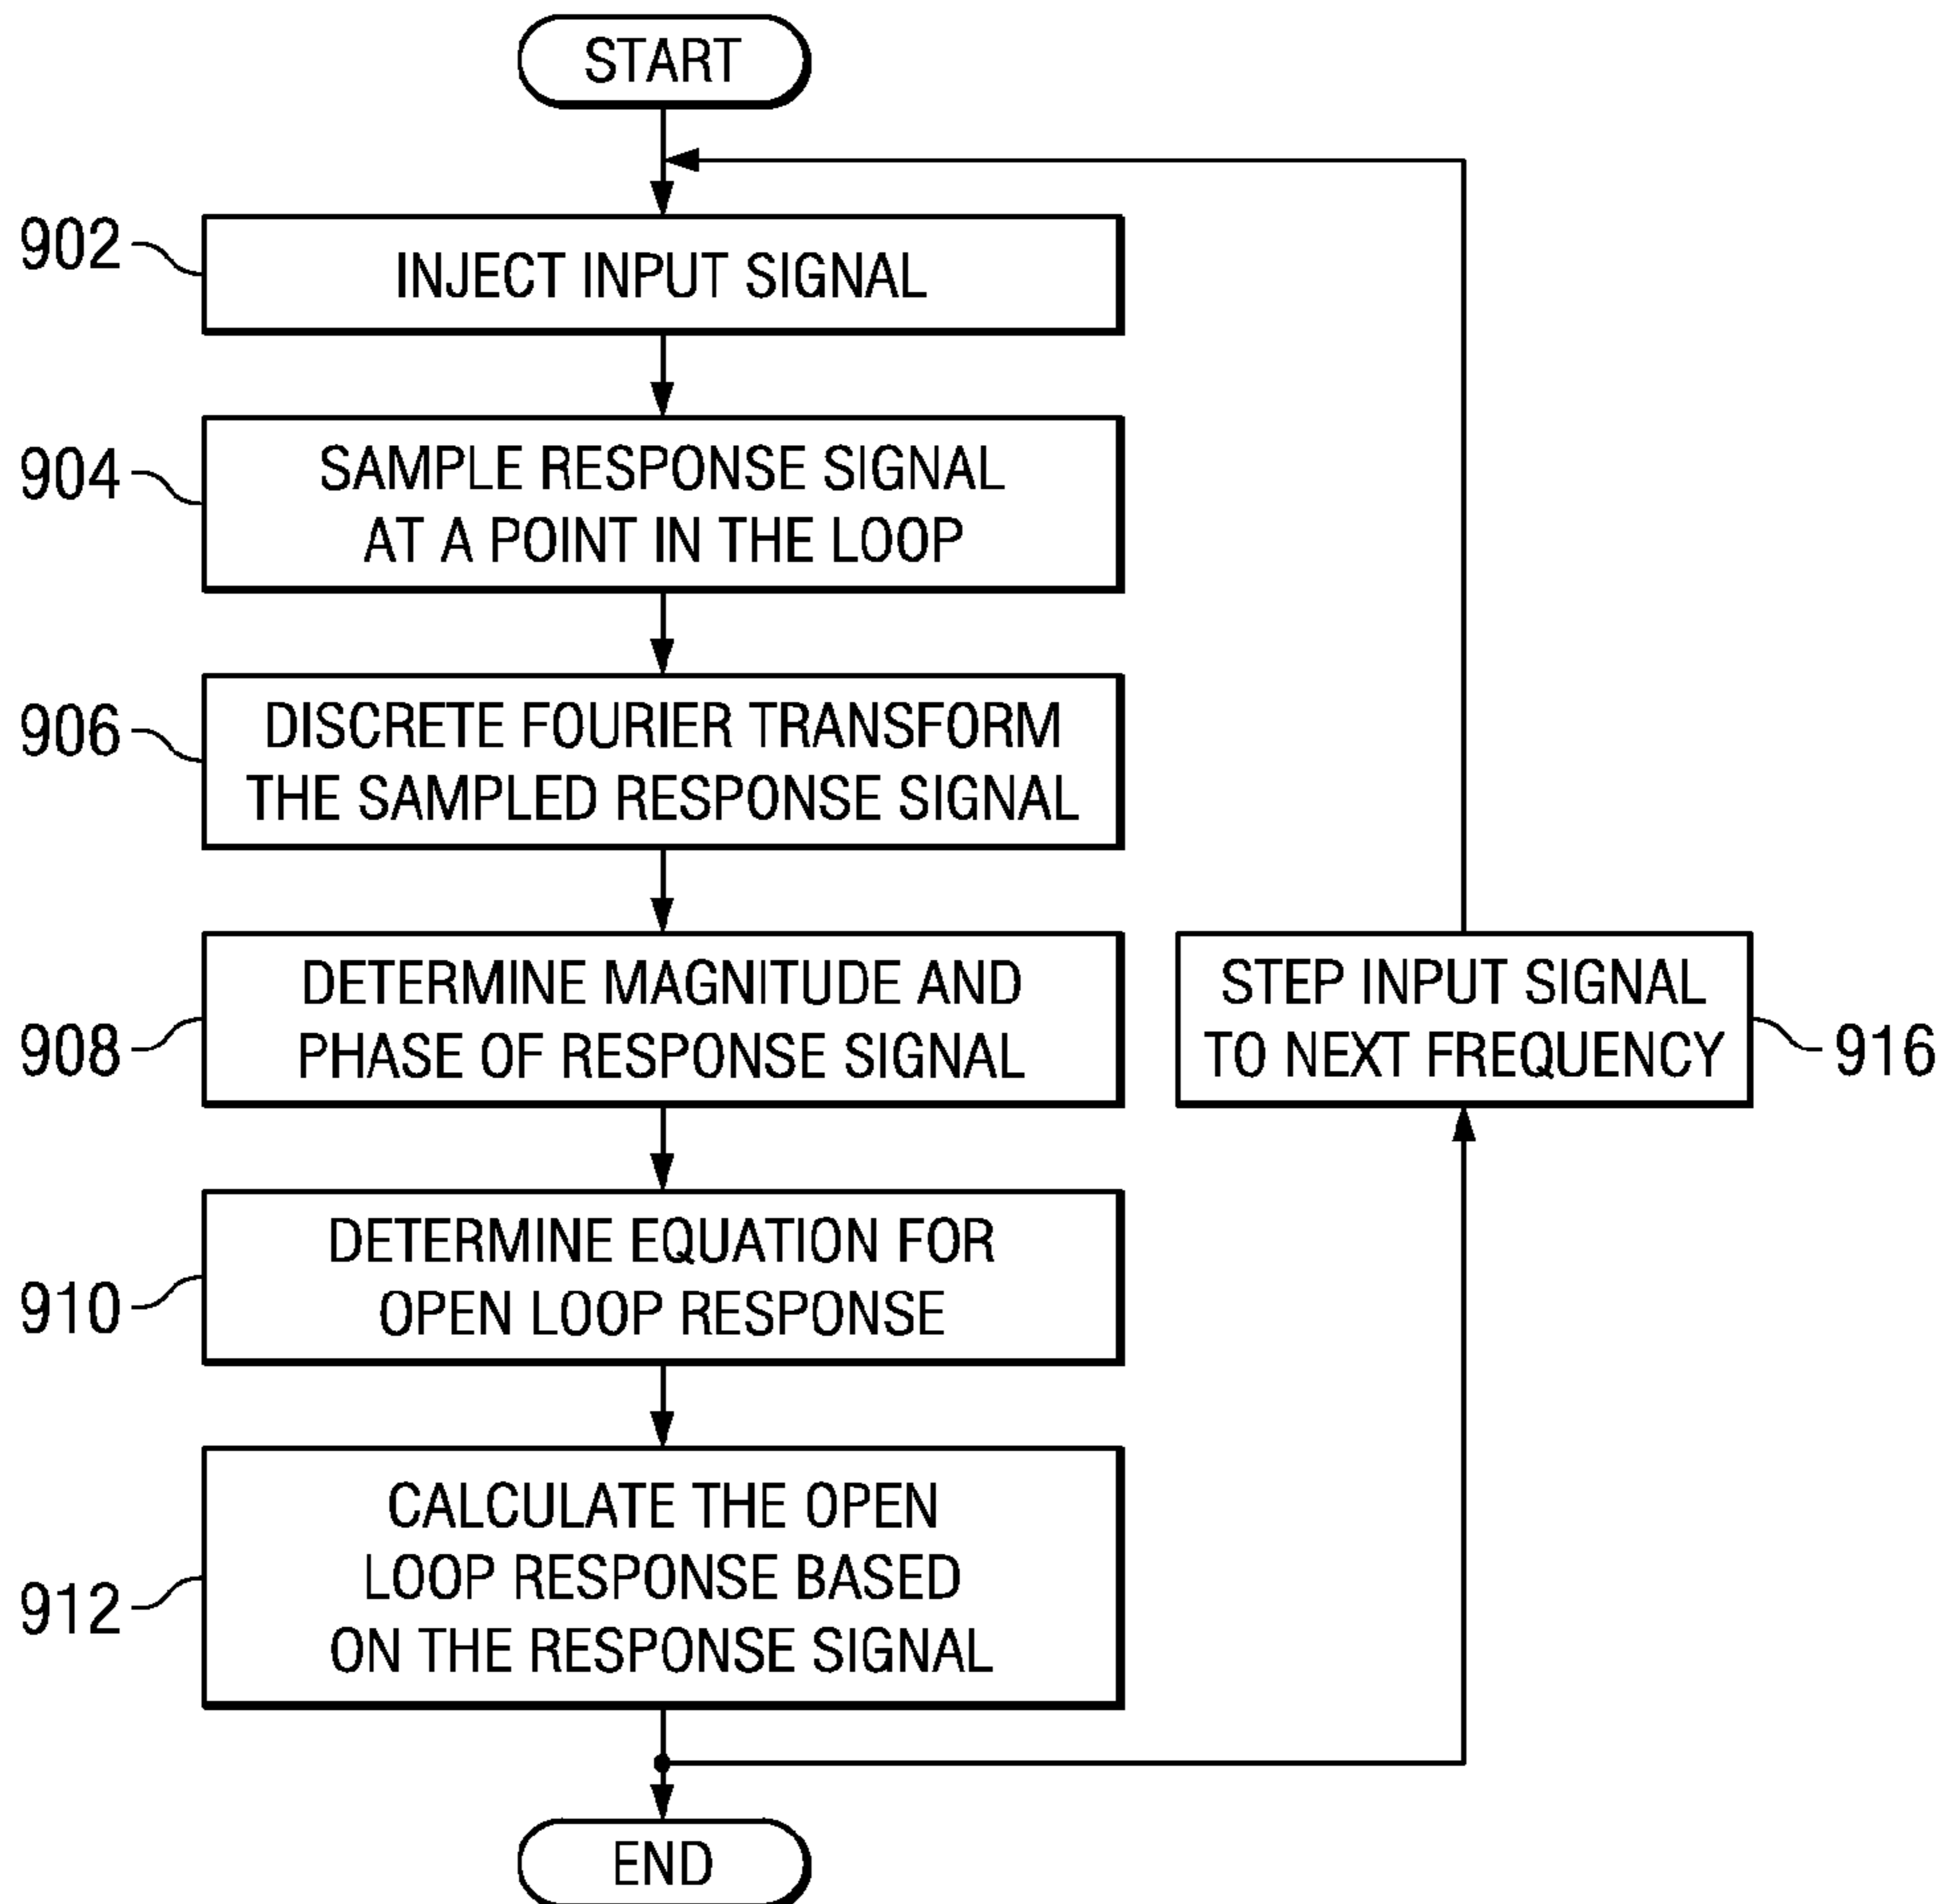 START
902
INJECT INPUT SIGNAL
904
SAMPLE RESPONSE SIGNAL
AT A POINT IN THE LOOP
906
DISCRETE FOURIER TRANSFORM
THE SAMPLED RESPONSE SIGNAL
908
DETERMINE MAGNITUDE AND
PHASE OF RESPONSE SIGNAL
STEP INPUT SIGNAL
TO NEXT FREQUENCY
916
910
DETERMINE EQUATION FOR
OPEN LOOP RESPONSE
912
CALCULATE THE OPEN
LOOP RESPONSE BASED
ON THE RESPONSE SIGNAL
END